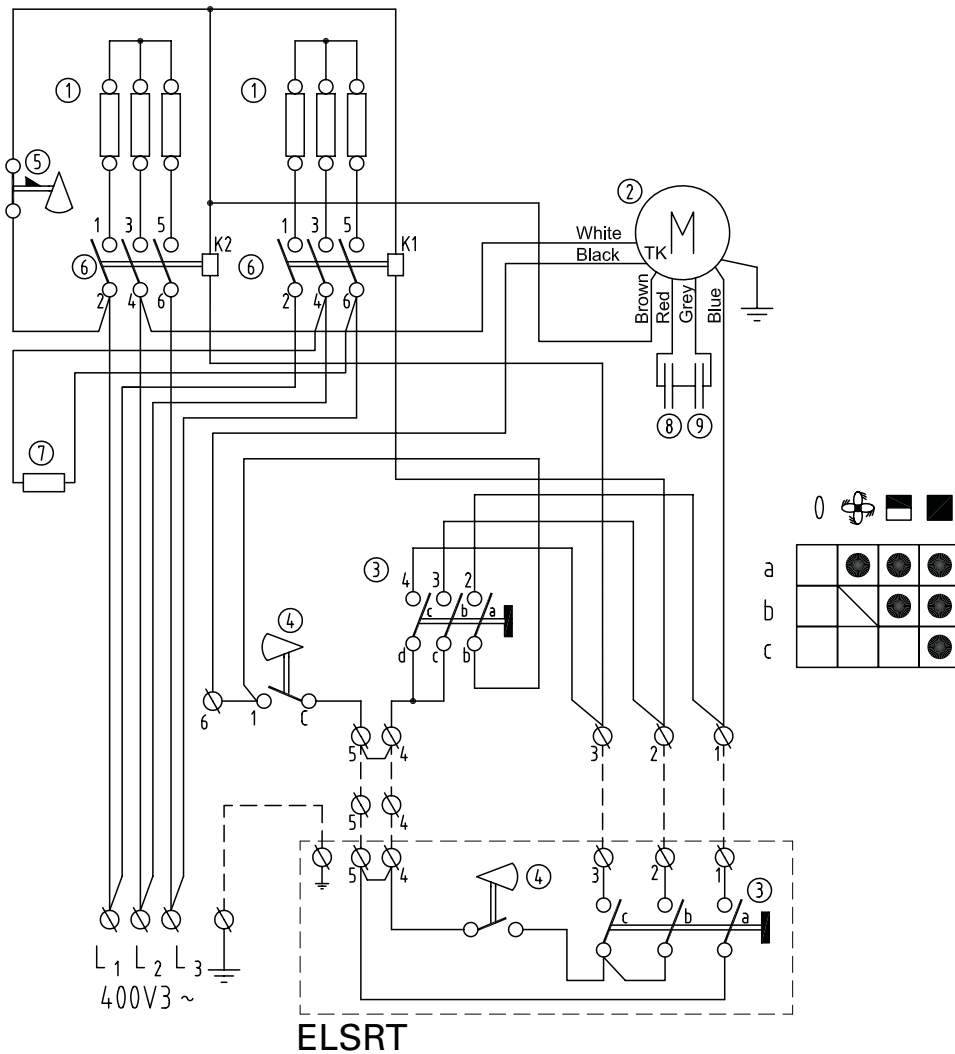 1 1
5
2
1 3 5 K2
1 3 5 K1
6 6
2 4 6
2 4 6
White
Black
TK M
Brown Red Grey Blue
8 9
7
3
4 3 2
c b a
d c b
4
6 1 C
5 4 3 2 1
5 4
5 4 3 2 1
4 3
c b a
a
b
c
L1 L2 L3
400V3~
ELSRT